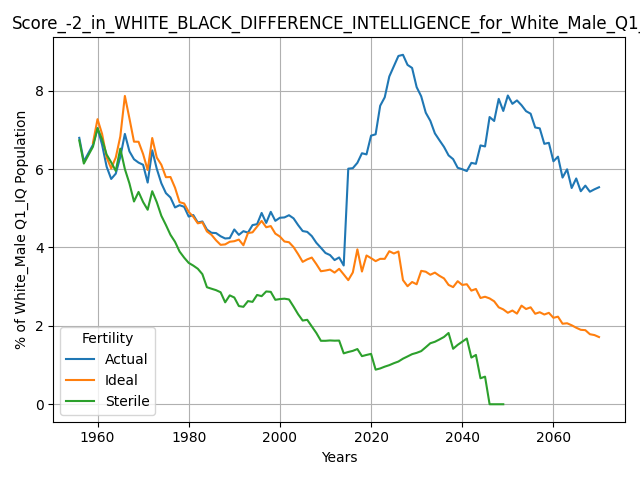 Score_-2_in_WHITE_BLACK_DIFFERENCE_INTELLIGENCE_for_White_Male_Q1_
% of White_Male Q1_IQ Population
8
6
4
2
0
Fertility
Actual
Ideal
Sterile
1960 1980 2000 2020 2040 2060
Years